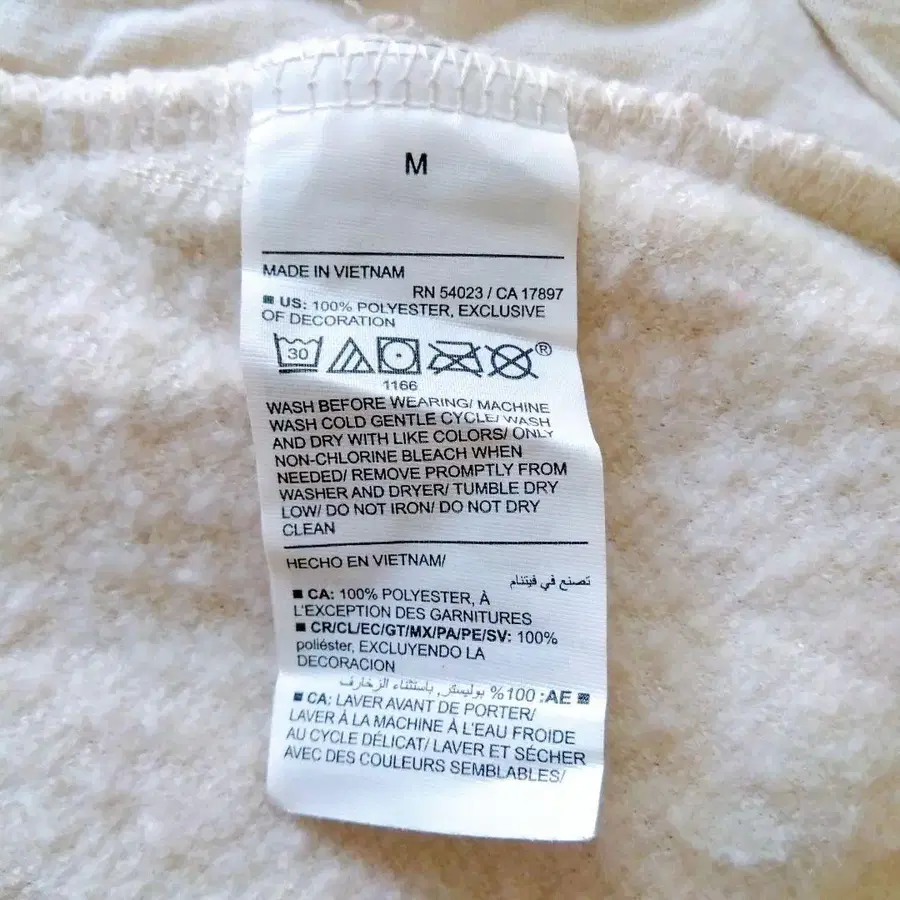 M
MADE IN VIETNAM
RN 54023 / CA 17897
US: 100% POLYESTER, EXCLUSIVE
OF DECORATION
30 ®
1166
WASH BEFORE WEARING/ MACHINE
WASH COLD GENTLE CYCLE/ WASH
AND DRY WITH LIKE COLORS/ ONLY
NON-CHLORINE BLEACH WHEN
NEEDED/ REMOVE PROMPTLY FROM
WASHER AND DRYER/ TUMBLE DRY
LOW/ DO NOT IRON/ DO NOT DRY
CLEAN
HECHO EN VIETNAM/
تصنع في فيتنام
CA: 100% POLYESTER, À
L'EXCEPTION DES GARNITURES
CR/CL/EC/GT/MX/PA/PE/SV: 100%
poliéster, EXCLUYENDO LA
DECORACION
AE: 100% بوليستر, باستثناء الزخارف
CA: LAVER AVANT DE PORTER/
LAVER À LA MACHINE À L'EAU FROIDE
AU CYCLE DÉLICAT/ LAVER ET SÉCHER
AVEC DES COULEURS SEMBLABLES/